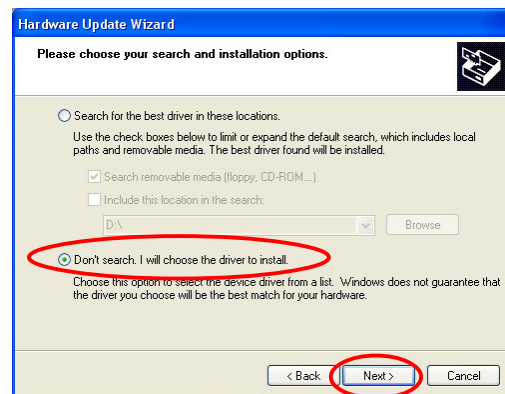 Hardware Update Wizard
Please choose your search and installation options.
Search for the best driver in these locations.
Use the check boxes below to limit or expand the default search, which includes local
paths and removable media. The best driver found will be installed.
Search removable media (floppy, CD-ROM...)
Include this location in the search:
D:\
Browse
Don't search. I will choose the driver to install.
Choose this option to select the device driver from a list. Windows does not guarantee that
the driver you choose will be the best match for your hardware.
< Back
Next >
Cancel